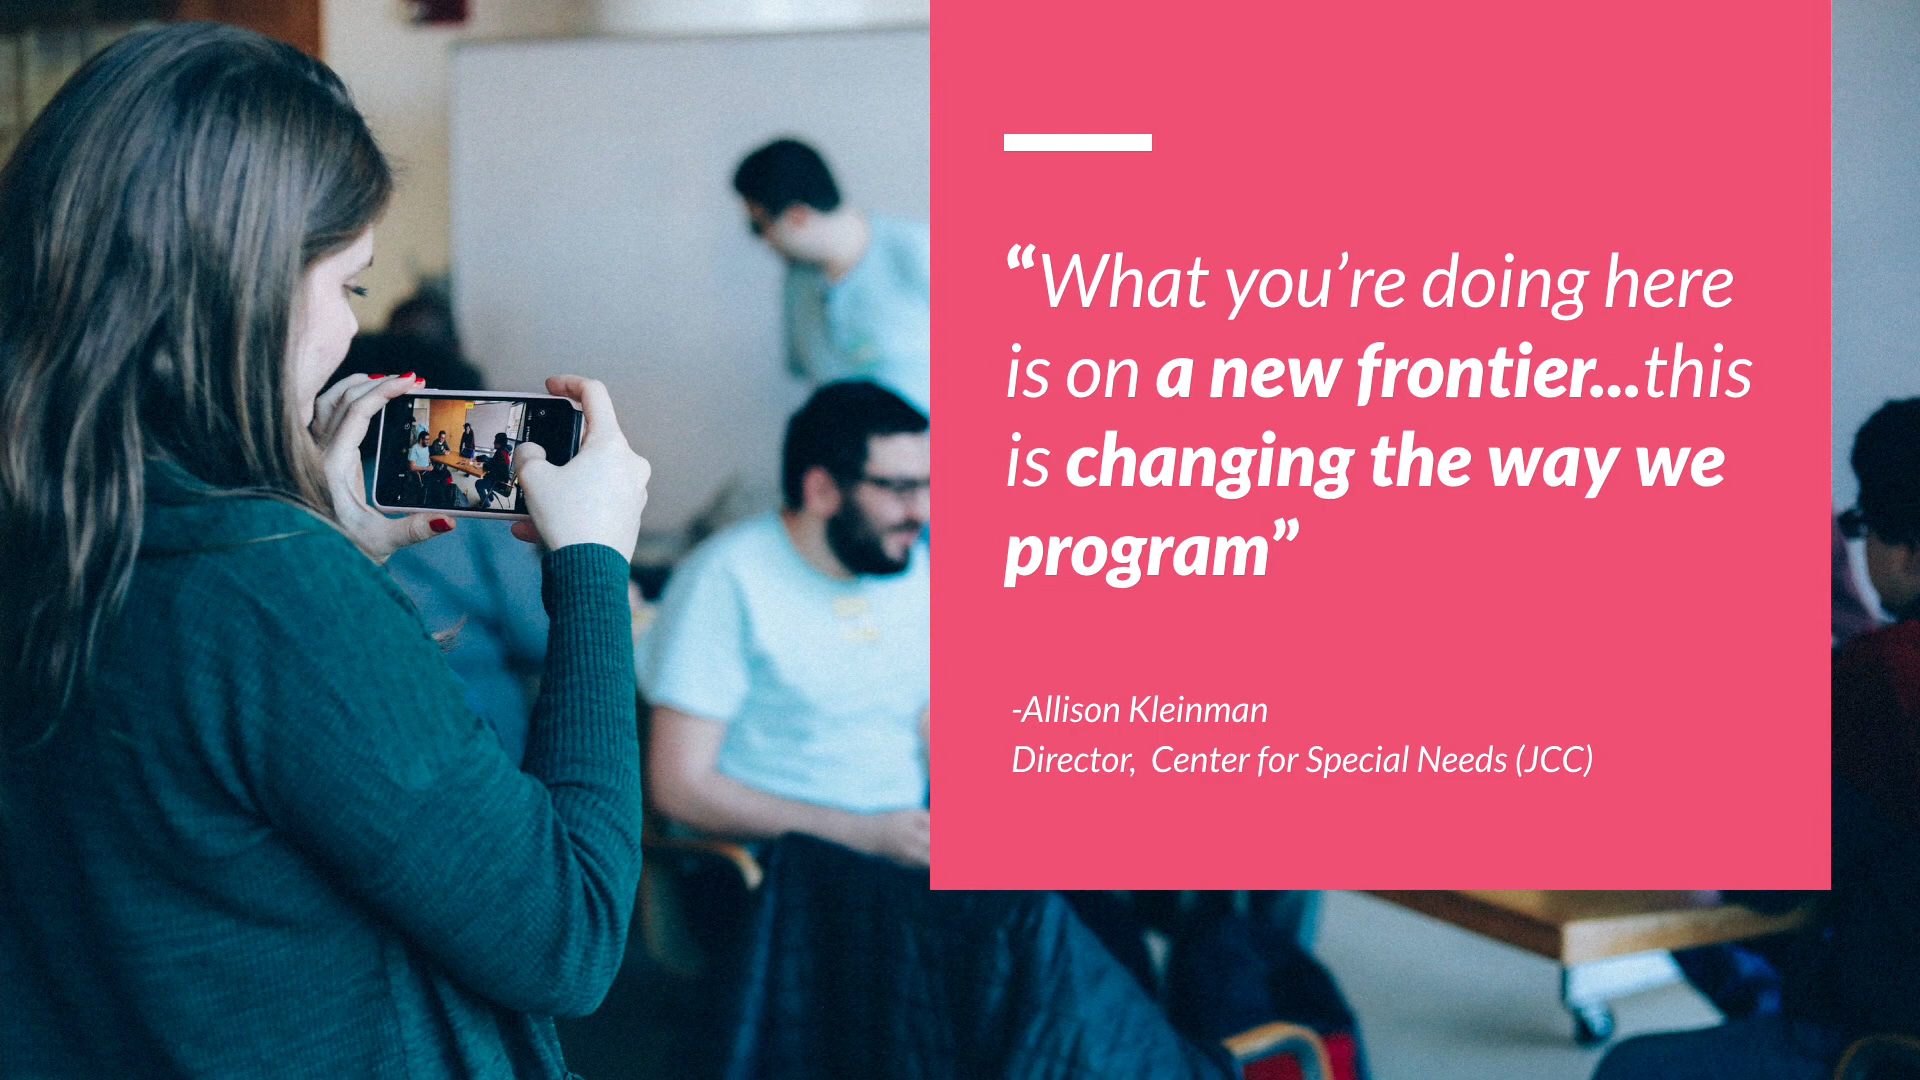 “What you’re doing here
is on a new frontier...this
is changing the way we
program”
-Allison Kleinman
Director,  Center for Special Needs (JCC)